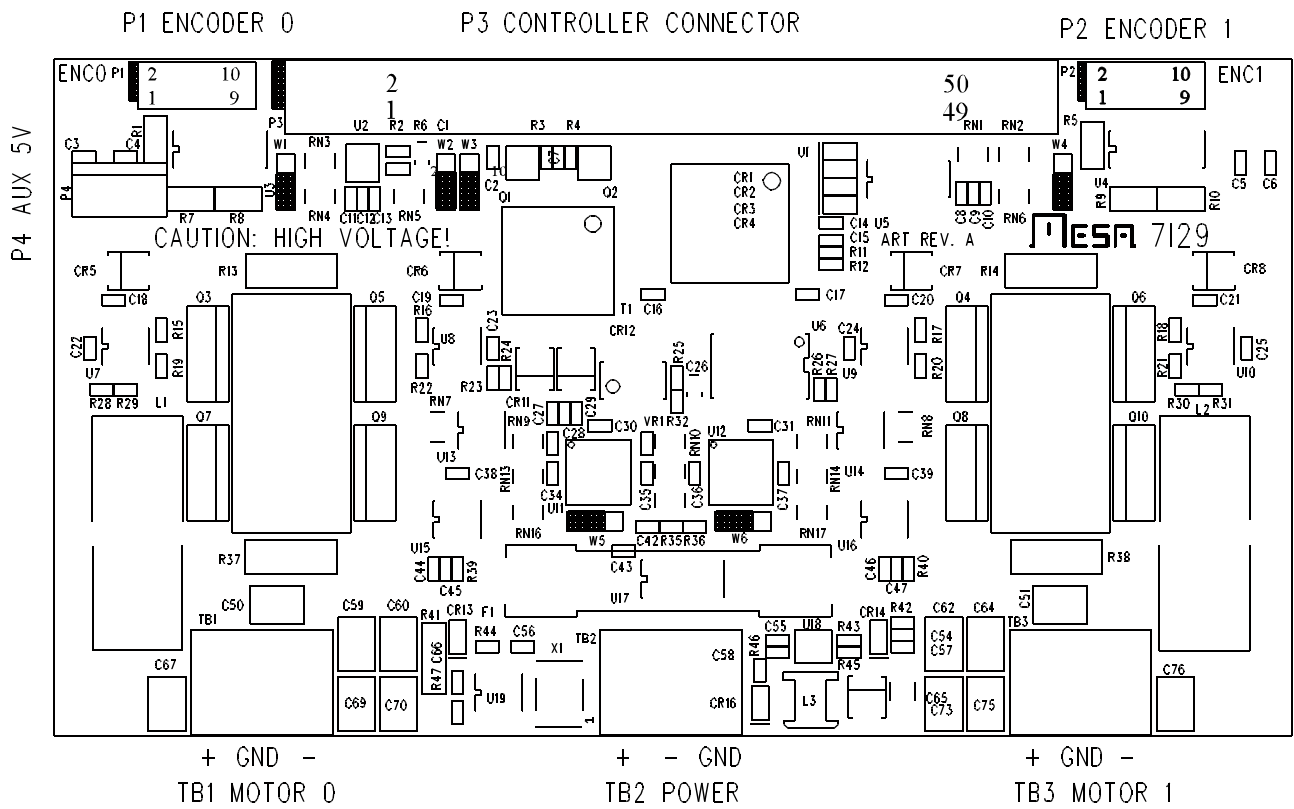 P1 ENCODER 0
P3 CONTROLLER CONNECTOR
P2 ENCODER 1
ENC0 P1 2 10
1 9
2
1
50
49
P2 2 10
1 9
ENC1
P4 AUX 5V
C3 C4 R1 P3 W1 RN3 U2 R2 R6 C1 W2 W3 R3 R4 C7
U1 RN1 RN2 W4 R5
P4 U3 2 10 C2 CR1
CR2
CR3
CR4
C5 C6
R7 R8 RN4 C11 C12 C13 RN5 Q1 Q2 C14 U5 C8 C9 C10 RN6 U4 R9 R10
CAUTION: HIGH VOLTAGE!
C15
R11
R12
ART REV. A
MESA 7I29
CR5 R13 CR6 CR7 R14 CR8
C18 Q3 Q5 C19 T1 C16 C17 C20 Q4 Q6 C21
R15 R16 C23 CR12 U6 C24 R17 R18
C22 U7 R19 U8 R24 R25 C26 R26 R27 U9 R20 R21 U10 C25
R28 R29 L1 R22 R23 CR11 R30 R31 L2
Q7 Q9 RN7 RN9 C27 C29 VR1 R32 RN11 RN8 Q8 Q10
C28 C30 RN10 U12 C31
U13 C38 RN13 C34 C35 C36 C37 RN14 U14 C39
U11
RN16 W5 C42 R35 R36 W6 RN17 U16
R37 U15 C44 R39 C43 C46 R40 R38
C45 U17 C47
C50 C59 C60 R41 CR13 F1 C55 U18 R43 CR14 R42 C62 C64 C51
TB1 R44 C56 TB2 TB3
C67 C66 X1 C58 R46 R45 C54
C57 C76
R47 C69 C70 U19 1 CR16 L3 C65
C73 C75
+ GND -
+ - GND
+ GND -
TB1 MOTOR 0
TB2 POWER
TB3 MOTOR 1